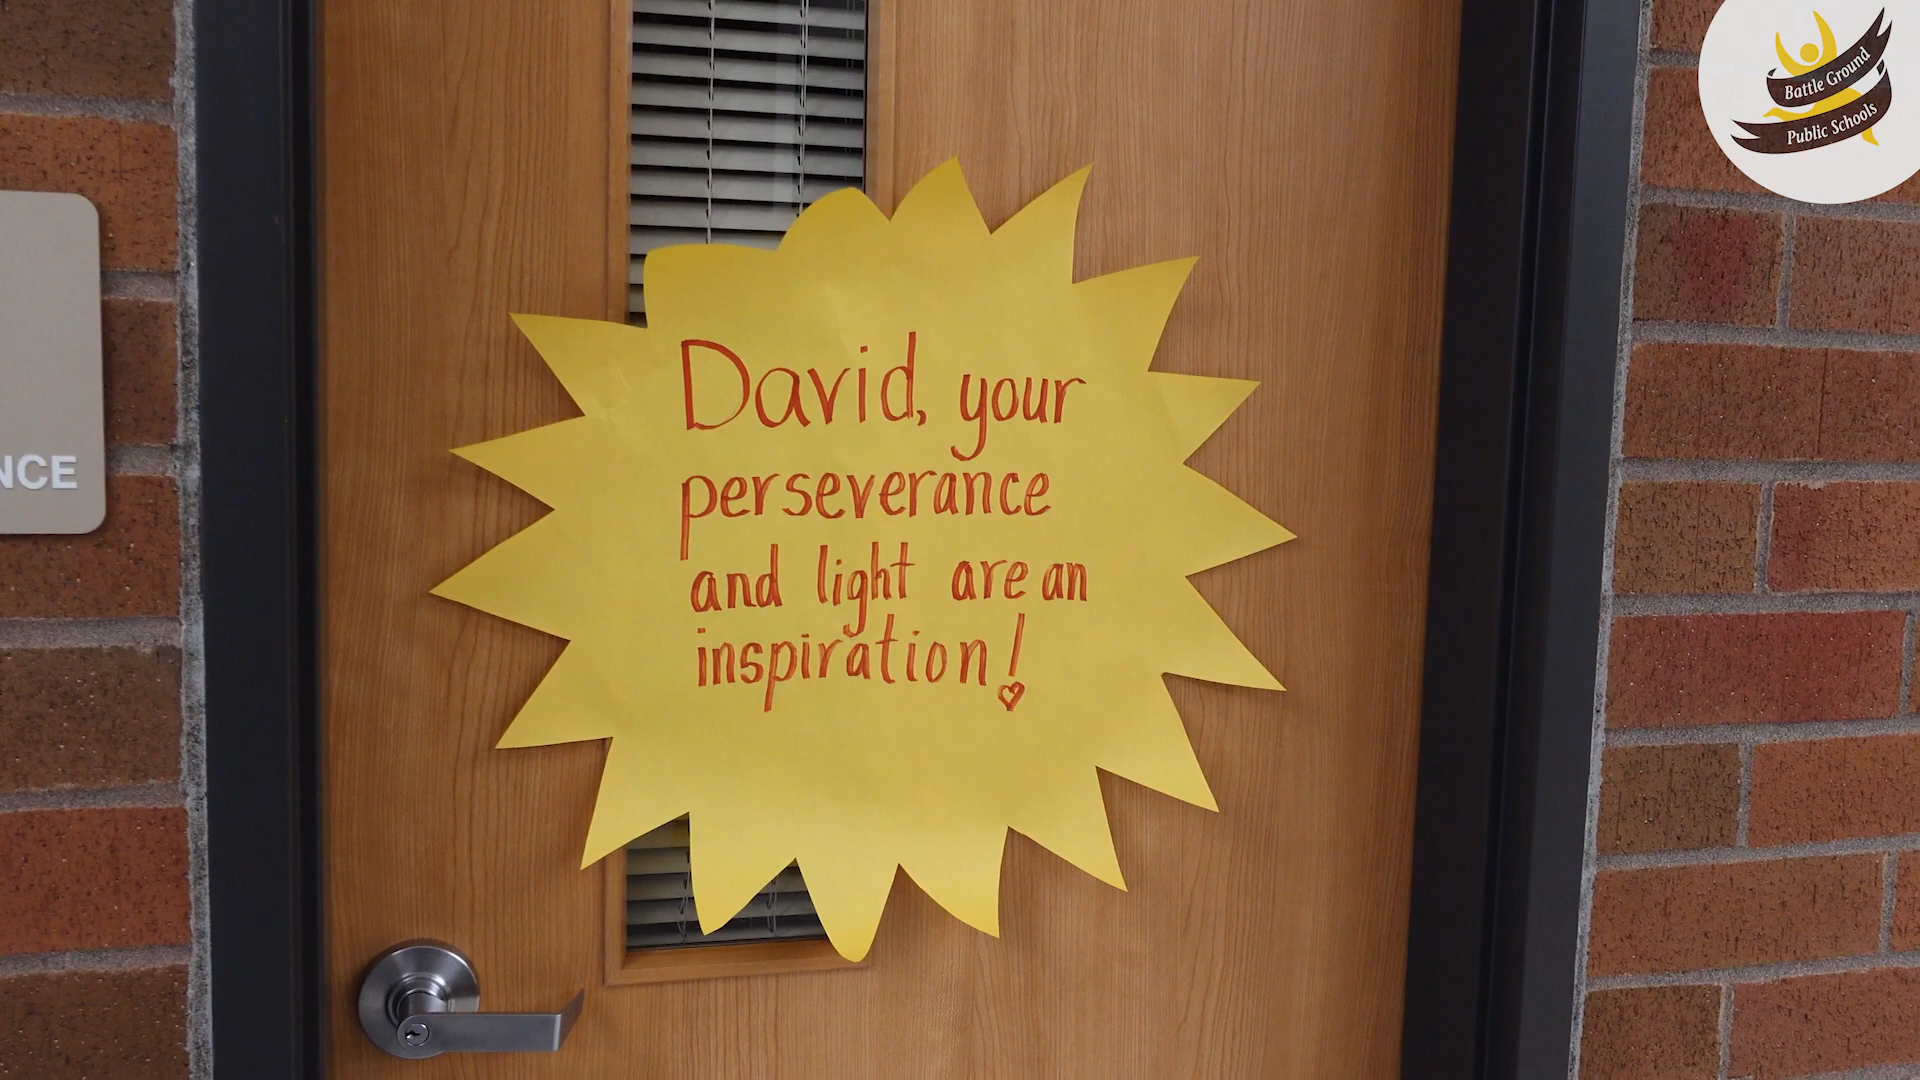 Battle Ground
Public Schools
NCE
David, your
perseverance
and light are an
inspiration!